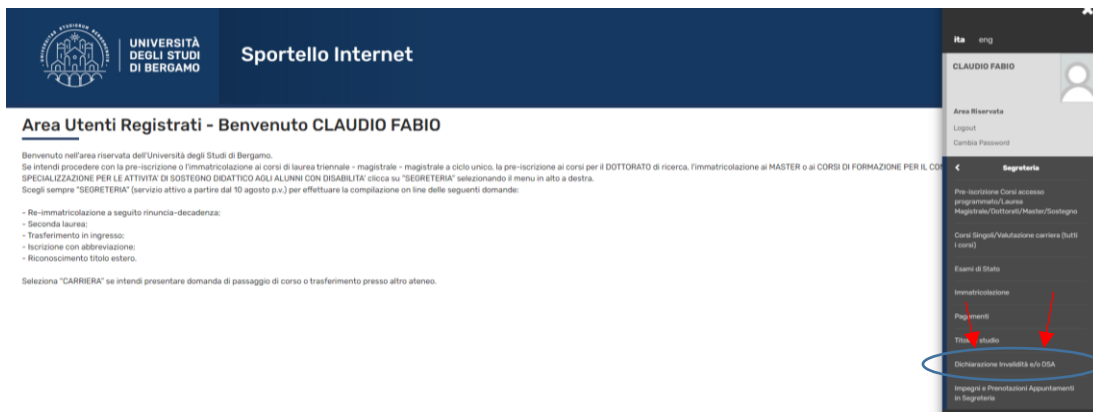 UNIVERSITÀ
DEGLI STUDI
DI BERGAMO
Sportello Internet
ita eng
CLAUDIO FABIO
Area Riservata
Logout
Cambia Password
Segreteria
Pre-iscrizione Corsi accesso
programmato/Laurea
Magistrale/Dottorati/Master/Sostegno
Corsi Singoli/Valutazione carriera (tutti
i corsi)
Esami di Stato
Immatricolazione
Pagamenti
Titoli studio
Dichiarazione Invalidità e/o DSA
Impegni e Prenotazioni Appuntamenti
in Segreteria
Area Utenti Registrati - Benvenuto CLAUDIO FABIO
Benvenuto nell'area riservata dell'Università degli Studi di Bergamo.
Se intendi procedere con la pre-iscrizione o l'immatricolazione ai corsi di laurea triennale - magistrale - magistrale a ciclo unico, la pre-iscrizione ai corsi per il DOTTORATO di ricerca, l'immatricolazione ai MASTER o ai CORSI DI FORMAZIONE PER IL CON
SPECIALIZZAZIONE PER LE ATTIVITA' DI SOSTEGNO DIDATTICO AGLI ALUNNI CON DISABILITA' clicca su "SEGRETERIA" selezionando il menu in alto a destra.
Scegli sempre "SEGRETERIA" (servizio attivo a partire dal 10 agosto p.v.) per effettuare la compilazione on line delle seguenti domande:
- Re-immatricolazione a seguito rinuncia-decadenza;
- Seconda laurea;
- Trasferimento in ingresso;
- Iscrizione con abbreviazione;
- Riconoscimento titolo estero.
Seleziona "CARRIERA" se intendi presentare domanda di passaggio di corso o trasferimento presso altro ateneo.